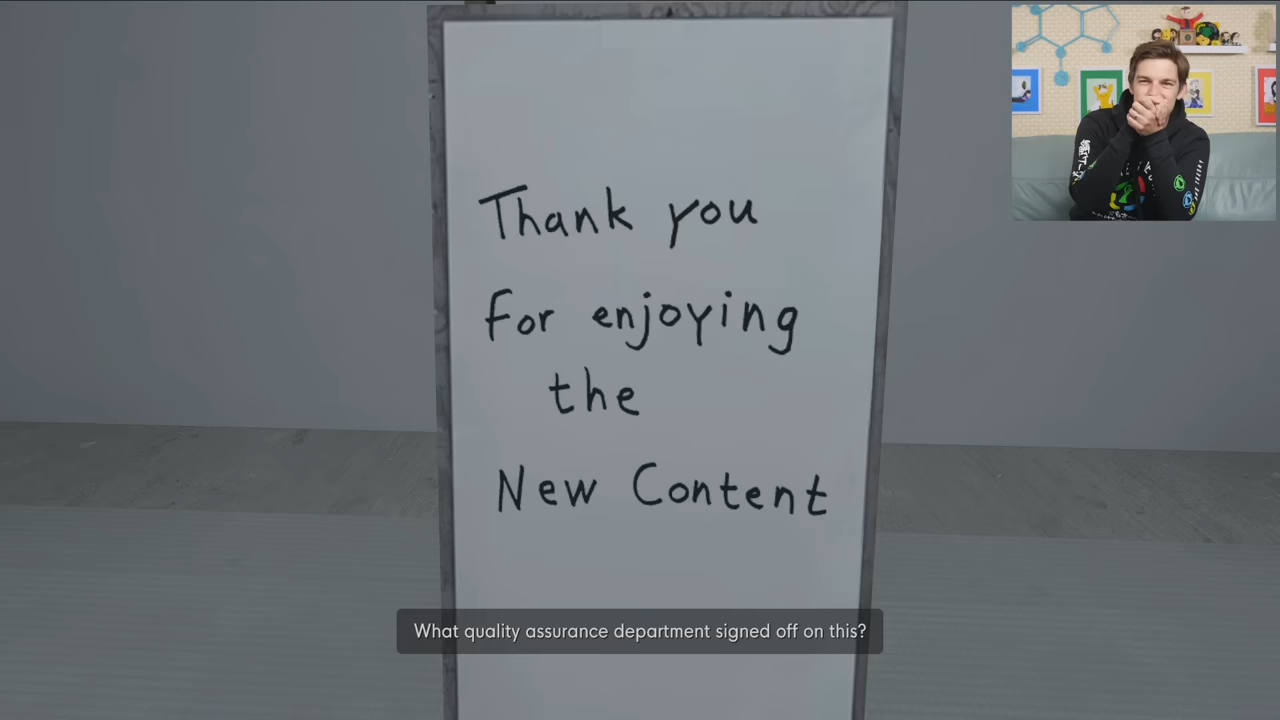 Thank you
For enjoying
the
New Content
What quality assurance department signed off on this?